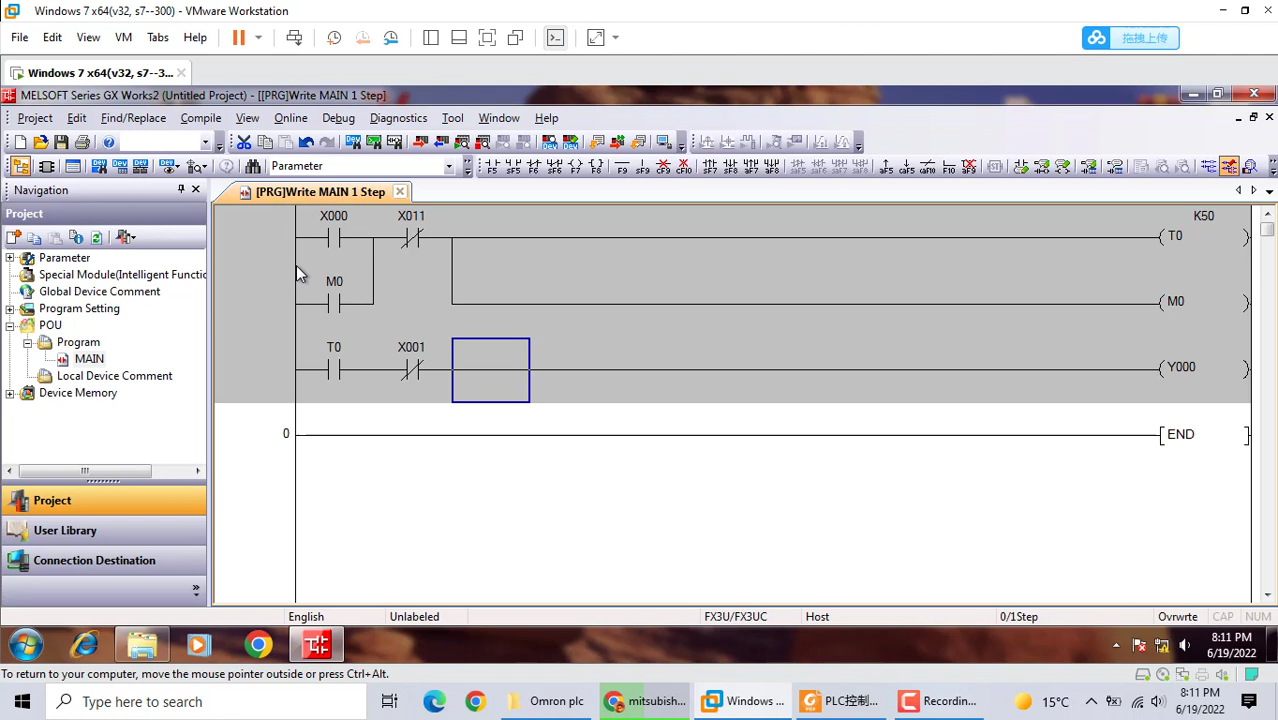 Windows 7 x64(v32, s7--300) - VMware Workstation
File Edit View VM Tabs Help
拖拽上传
Windows 7 x64(v32, s7--3...
MELSOFT Series GX Works2 (Untitled Project) - [[PRG]Write MAIN 1 Step]
Project Edit Find/Replace Compile View Online Debug Diagnostics Tool Window Help
Parameter
Navigation
[PRG]Write MAIN 1 Step
Project
Parameter
Special Module(Intelligent Functio
Global Device Comment
Program Setting
POU
Program
MAIN
Local Device Comment
Device Memory
X000 X011 K50
T0
M0
M0
T0 X001
Y000
0 END
Project
User Library
Connection Destination
English Unlabeled FX3U/FX3UC Host 0/1Step Ovrwrte CAP NUM
8:11 PM
6/19/2022
To return to your computer, move the mouse pointer outside or press Ctrl+Alt.
Type here to search
Omron plc
mitsubish...
Windows ...
PLC控制...
Recordin...
15°C
8:11 PM
6/19/2022